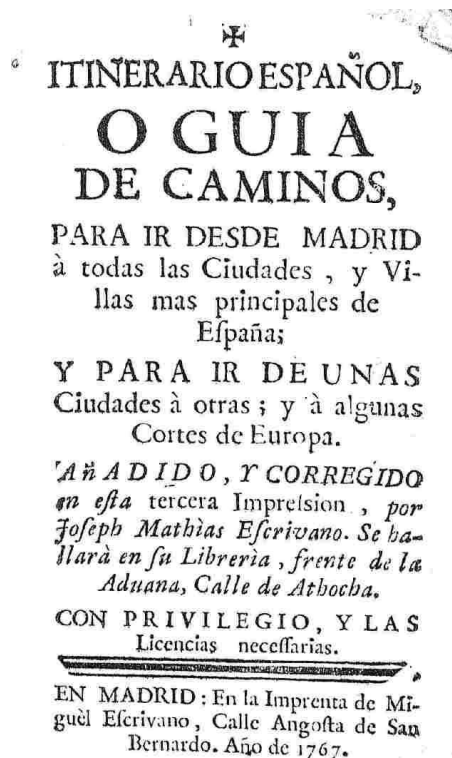 ✠
ITINERARIO ESPAÑOL,
O GUIA
DE CAMINOS,
PARA IR DESDE MADRID
à todas las Ciudades , y Vi-
llas mas principales de
Eſpaña;
Y PARA IR DE UNAS
Ciudades à otras ; y à algunas
Cortes de Europa.
AñADIDO, Y CORREGIDO
en eſta tercera Impreſsion , por
Joſeph Mathìas Eſcrivano. Se ha-
llarà en ſu Librerìa , frente de la
Aduana, Calle de Athocha.
CON PRIVILEGIO, Y LAS
Licencias neceſſarias.
EN MADRID : En la Imprenta de Mi-
guèl Eſcrivano , Calle Angoſta de San
Bernardo. Año de 1767.